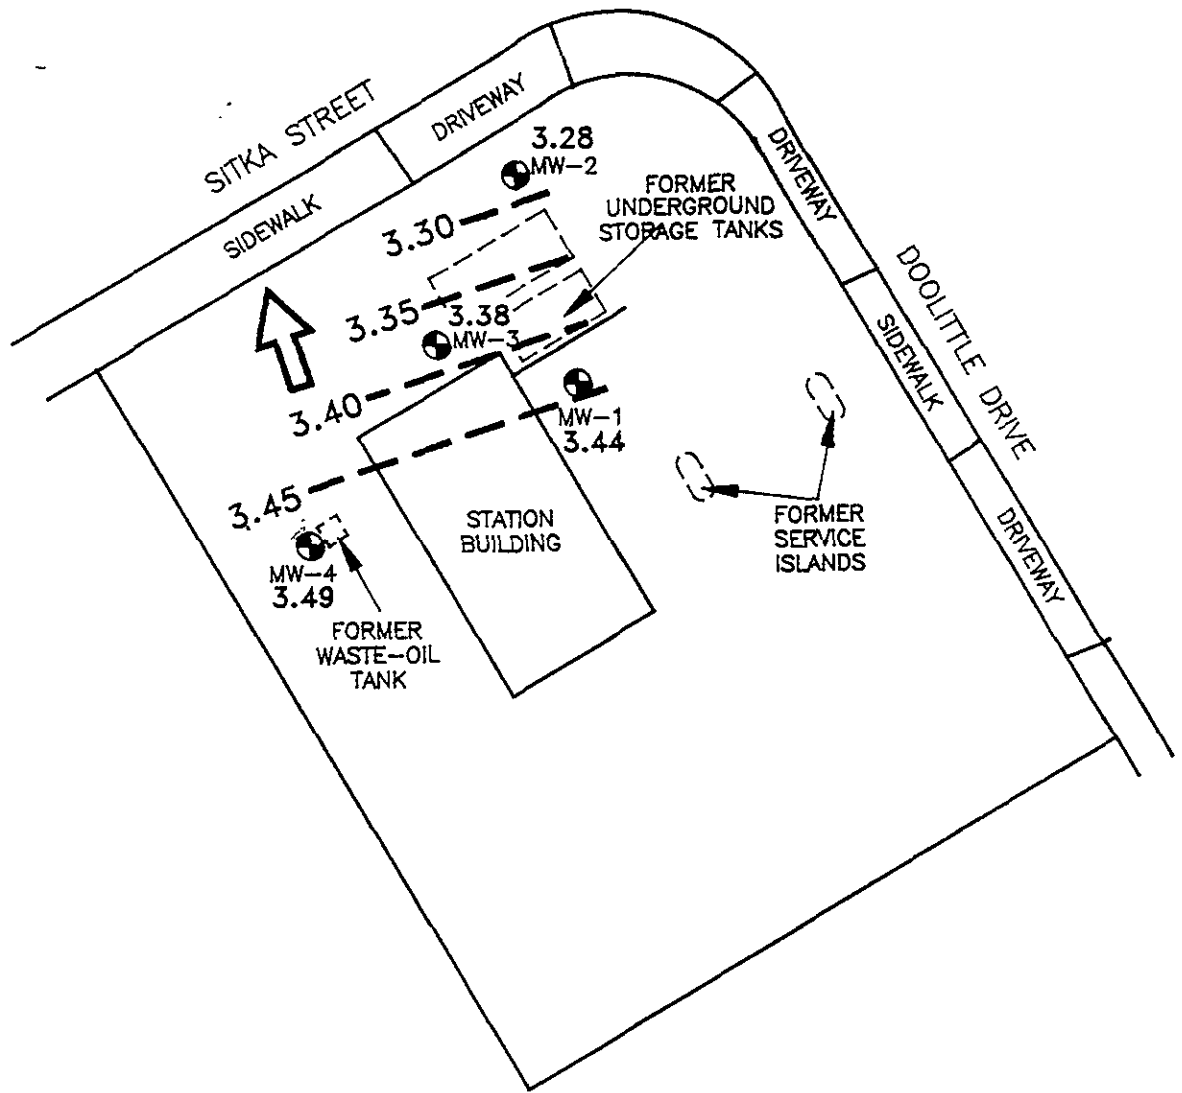 SITKA STREET
DRIVEWAY
SIDEWALK
3.28
MW-2
FORMER
UNDERGROUND
STORAGE TANKS
DRIVEWAY
3.30
DOOLITTLE DRIVE
3.35
3.38
MW-3
SIDEWALK
3.40
MW-1
3.44
3.45
STATION
BUILDING
FORMER
SERVICE
ISLANDS
DRIVEWAY
MW-4
3.49
FORMER
WASTE-OIL
TANK